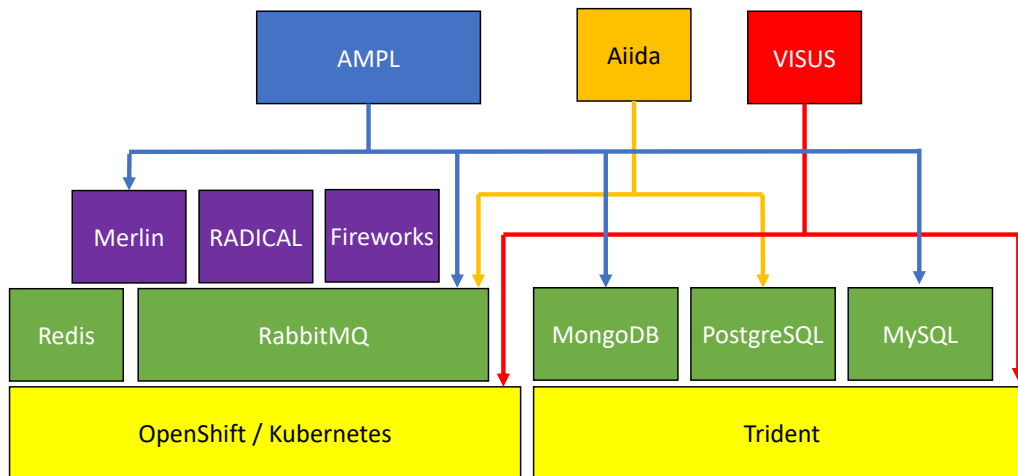 AMPL
Aiida
VISUS
Merlin
RADICAL
Fireworks
Redis
RabbitMQ
MongoDB
PostgreSQL
MySQL
OpenShift / Kubernetes
Trident